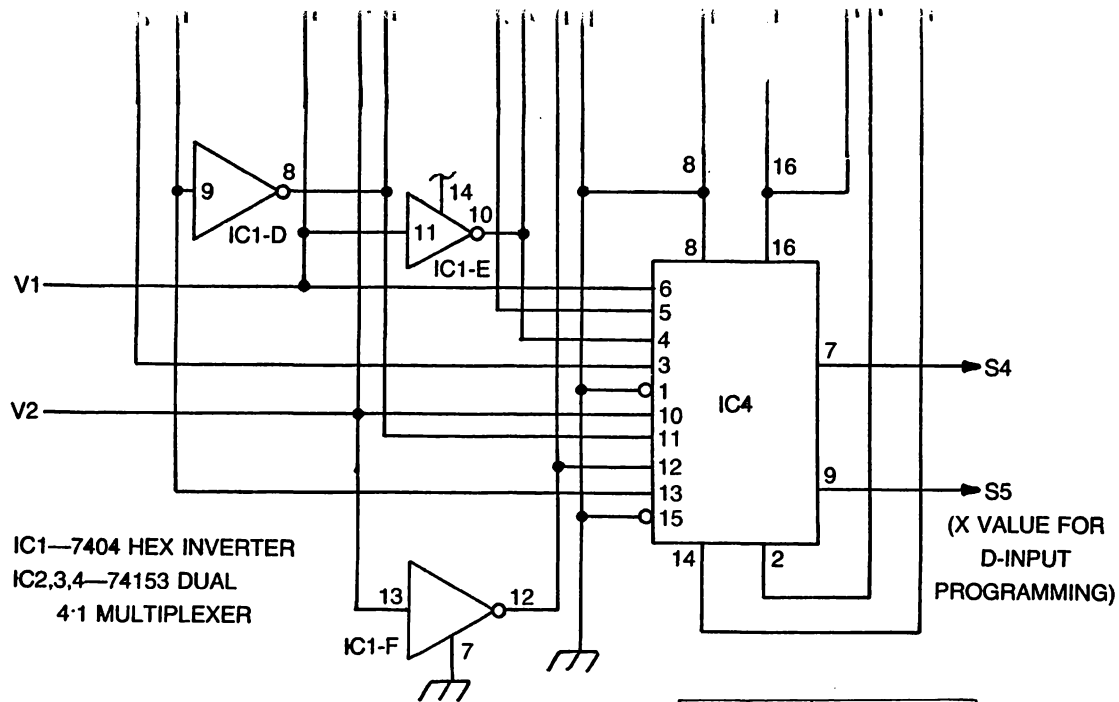 8
16
9
8
14
10
11
IC1-D
IC1-E
8
16
V1
6
5
4
7
S4
3
1
IC4
V2
10
11
12
9
S5
13
15
(X VALUE FOR
D-INPUT
PROGRAMMING)
IC1—7404 HEX INVERTER
IC2,3,4—74153 DUAL
4·1 MULTIPLEXER
14
2
13
12
IC1-F
7